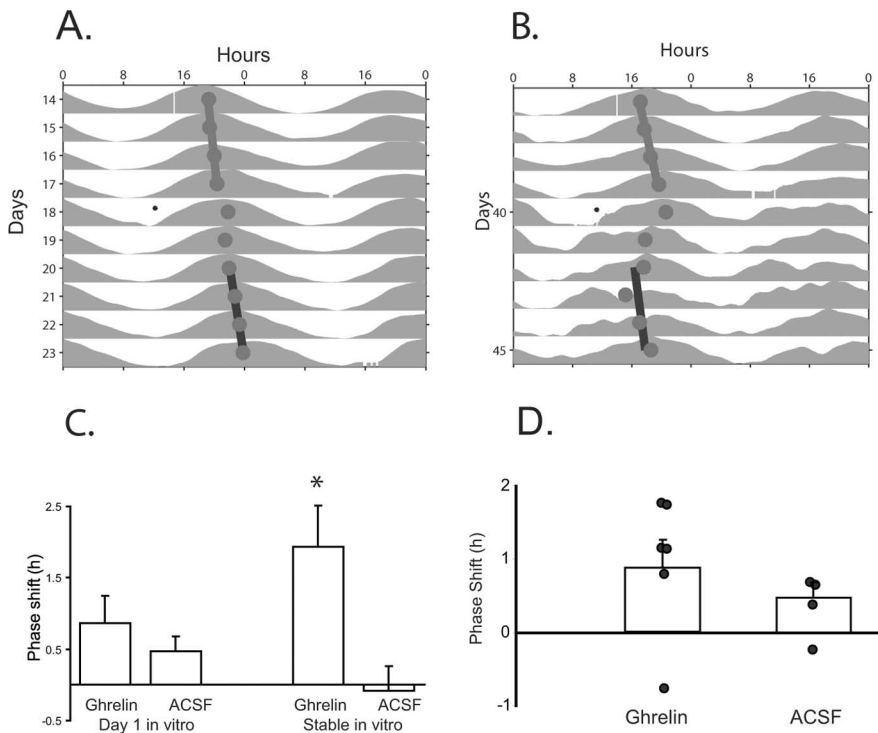 A.
Hours
0 8 16 0 8 16 0
Days
14
15
16
17
18
19
20
21
22
23
B.
Hours
0 8 16 0 8 16 0
Days
40
45
C.
Phase shift (h)
2.5
1.5
0.5
-0.5
*
Ghrelin ACSF Ghrelin ACSF
Day 1 in vitro Stable in vitro
D.
Phase Shift (h)
2
1
0
-1
Ghrelin ACSF